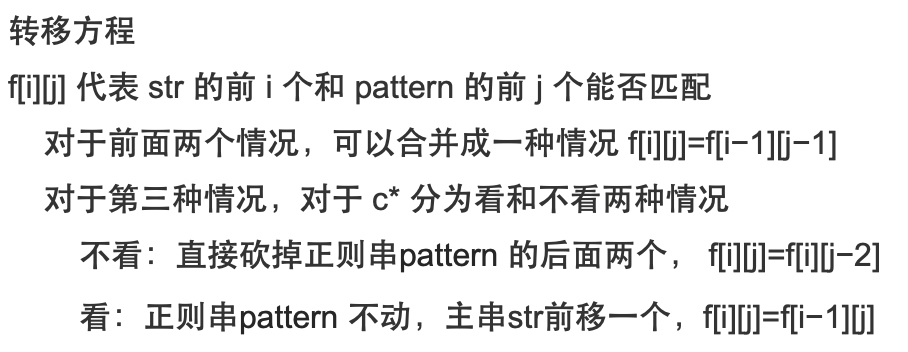 转移方程
f[i][j] 代表 str 的前 i 个和 pattern 的前 j 个能否匹配
对于前面两个情况，可以合并成一种情况 f[i][j]=f[i−1][j−1]
对于第三种情况，对于 c* 分为看和不看两种情况
不看：直接砍掉正则串pattern 的后面两个， f[i][j]=f[i][j−2]
看：正则串pattern 不动，主串str前移一个，f[i][j]=f[i−1][j]